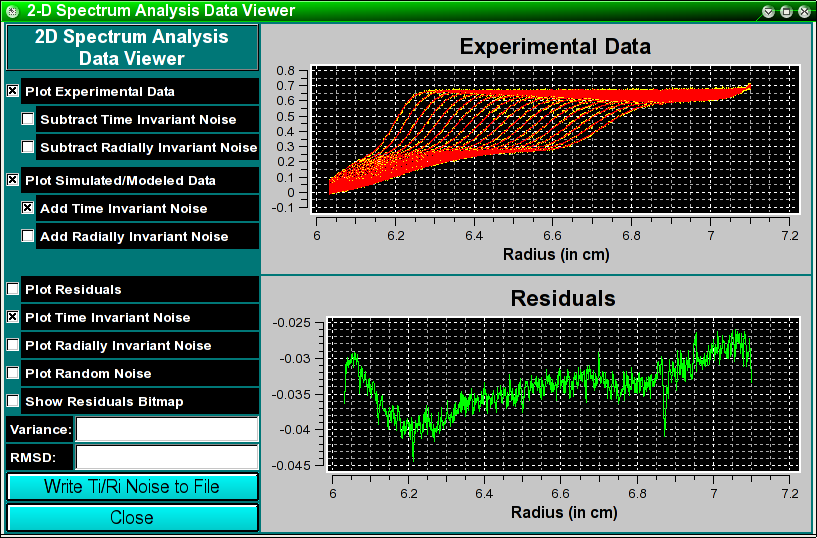 2-D Spectrum Analysis Data Viewer
2D Spectrum Analysis
Data Viewer
Plot Experimental Data
Subtract Time Invariant Noise
Subtract Radially Invariant Noise
Plot Simulated/Modeled Data
Add Time Invariant Noise
Add Radially Invariant Noise
Plot Residuals
Plot Time Invariant Noise
Plot Radially Invariant Noise
Plot Random Noise
Show Residuals Bitmap
Variance:
RMSD:
Write Ti/Ri Noise to File
Close
Experimental Data
0.8
0.7
0.6
0.5
0.4
0.3
0.2
0.1
0
-0.1
6 6.2 6.4 6.6 6.8 7 7.2
Radius (in cm)
Residuals
-0.025
-0.03
-0.035
-0.04
-0.045
6 6.2 6.4 6.6 6.8 7 7.2
Radius (in cm)